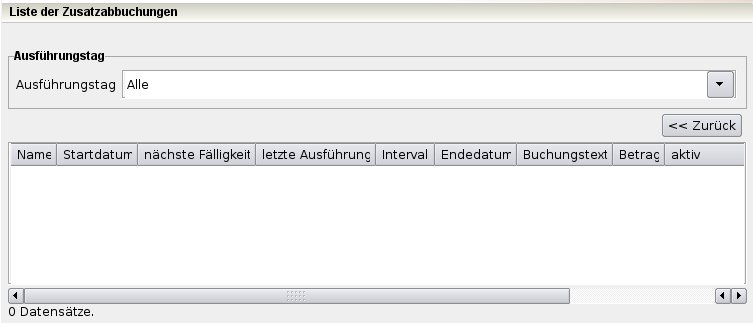 Liste der Zusatzabbuchungen
Ausführungstag
Ausführungstag Alle
<< Zurück
Name Startdatum nächste Fälligkeit letzte Ausführung Interval Endedatum Buchungstext Betrag aktiv
0 Datensätze.